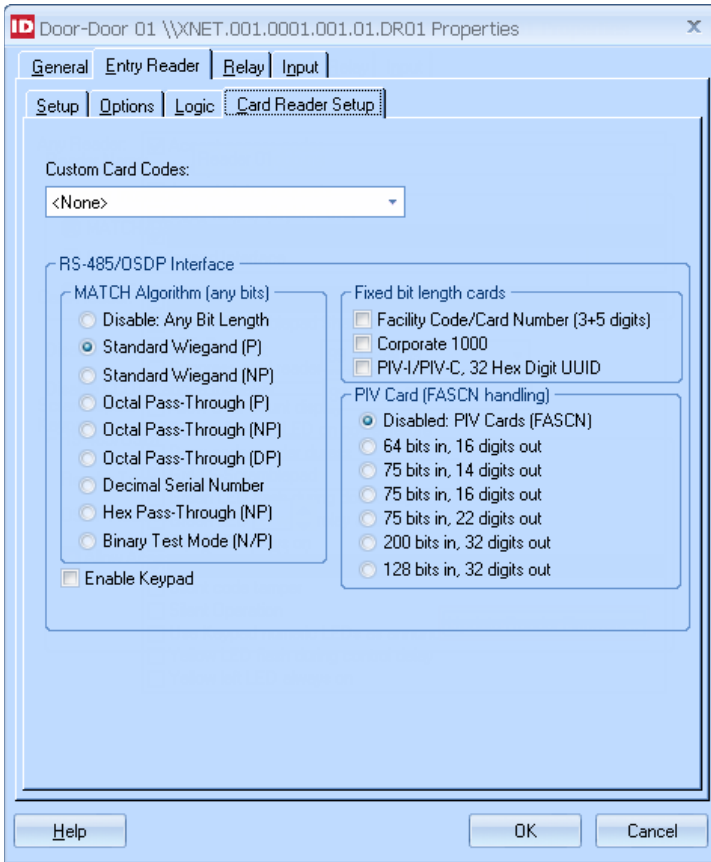 ID Door-Door 01 \\XNET.001.0001.001.01.DR01 Properties x
General Entry Reader Relay Input
Setup Options Logic Card Reader Setup
Custom Card Codes:
<None>
RS-485/OSDP Interface
MATCH Algorithm (any bits)
Disable: Any Bit Length
Standard Wiegand (P)
Standard Wiegand (NP)
Octal Pass-Through (P)
Octal Pass-Through (NP)
Octal Pass-Through (DP)
Decimal Serial Number
Hex Pass-Through (NP)
Binary Test Mode (N/P)
Enable Keypad
Fixed bit length cards
Facility Code/Card Number (3+5 digits)
Corporate 1000
PIV-I/PIV-C, 32 Hex Digit UUID
PIV Card (FASCN handling)
Disabled: PIV Cards (FASCN)
64 bits in, 16 digits out
75 bits in, 14 digits out
75 bits in, 16 digits out
75 bits in, 22 digits out
200 bits in, 32 digits out
128 bits in, 32 digits out
Help OK Cancel